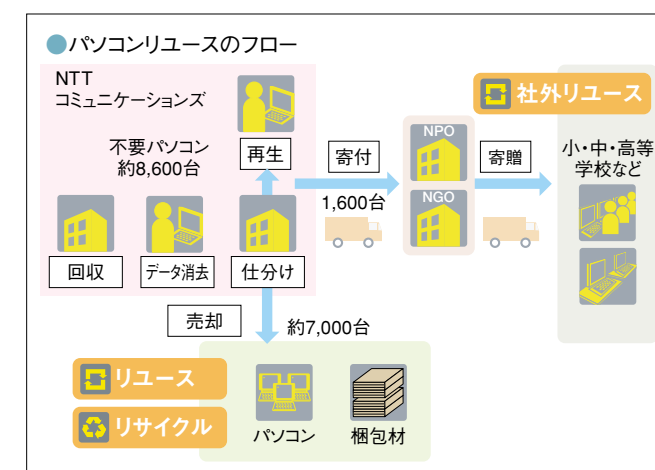 ●パソコンリユースのフロー
NTT
コミュニケーションズ
不要パソコン
約8,600台
再生
回収
データ消去
仕分け
寄付
1,600台
NPO
NGO
寄贈
社外リユース
小・中・高等
学校など
売却
約7,000台
リユース
リサイクル
パソコン
梱包材